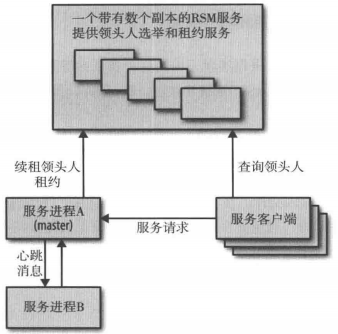 一个带有数个副本的RSM服务
提供领头人选举和租约服务
续租领头人
租约
查询领头人
服务进程A
(master)
服务请求
服务客户端
心跳
消息
服务进程B